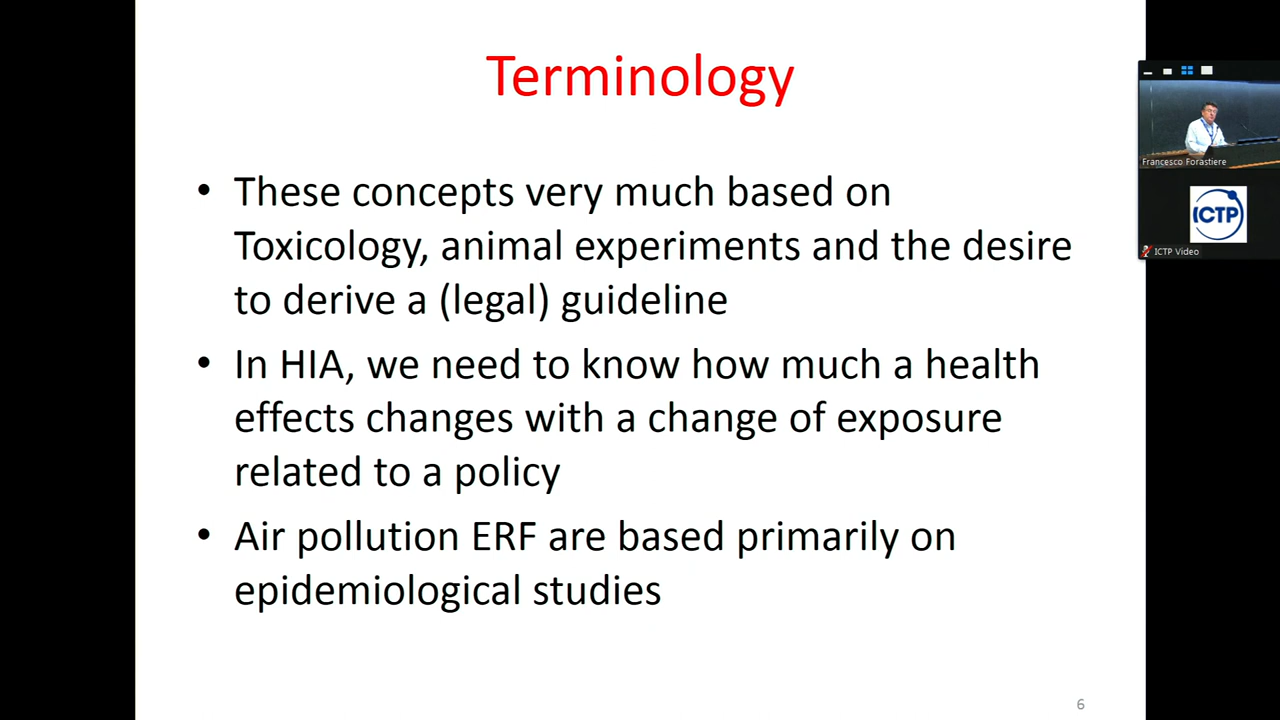 Terminology
• These concepts very much based on
Toxicology, animal experiments and the desire
to derive a (legal) guideline
• In HIA, we need to know how much a health
effects changes with a change of exposure
related to a policy
• Air pollution ERF are based primarily on
epidemiological studies
6
Francesco Forastiere
ICTP
ICTP Video